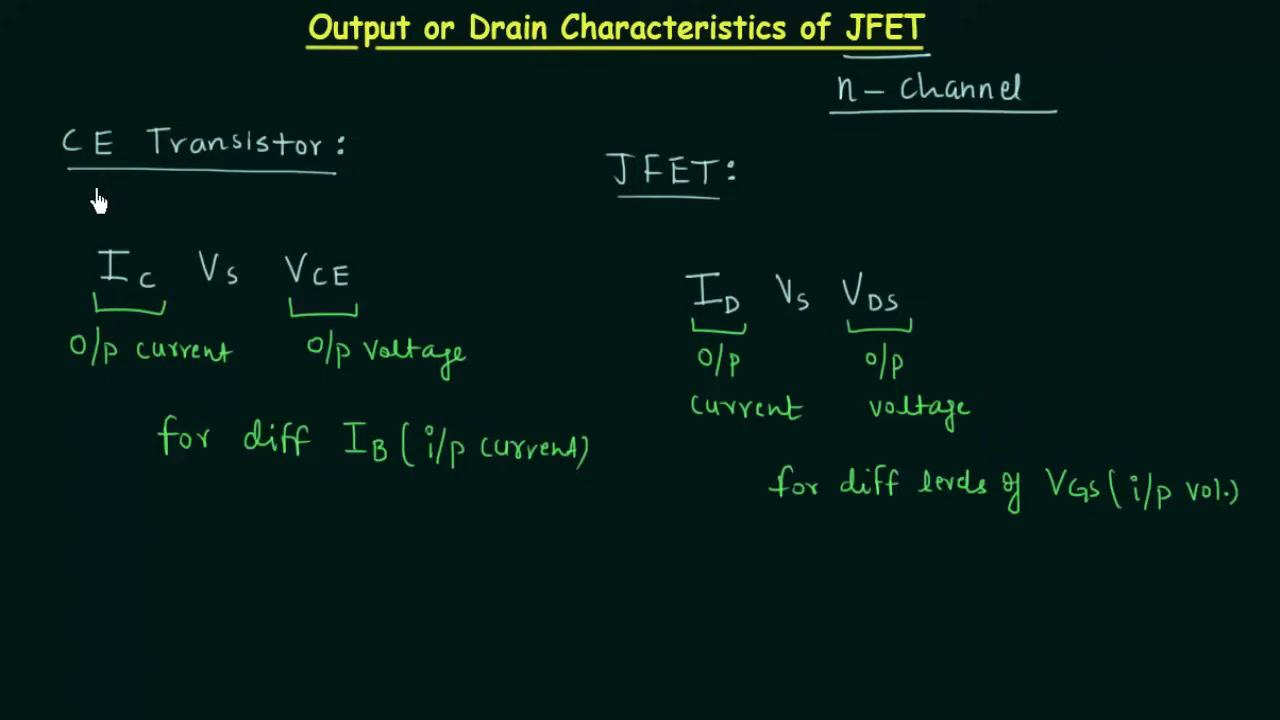 Output or Drain Characteristics of JFET
n - channel
CE Transistor:
IC Vs VCE
O/p current O/p voltage
for diff IB (i/p current)
JFET:
ID Vs VDS
O/p O/p
current voltage
for diff levels of VGS (i/p vol.)